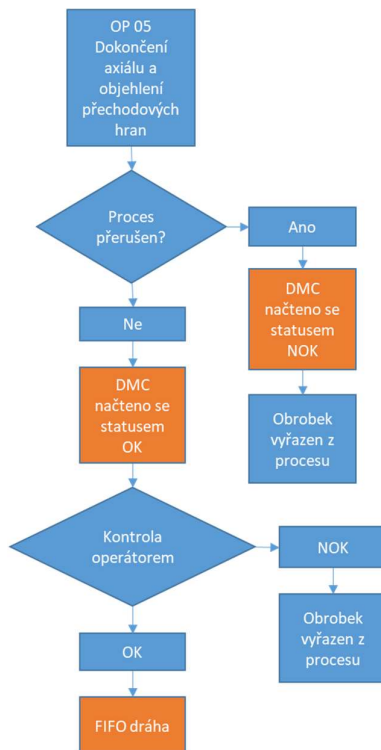 OP 05
Dokončení
axiálu a
objehlení
přechodových
hran
Proces
přerušen?
Ano
Ne
DMC
načteno se
statusem
NOK
DMC
načteno se
statusem
OK
Obrobek
vyřazen z
procesu
Kontrola
operátorem
NOK
OK
Obrobek
vyřazen z
procesu
FIFO dráha